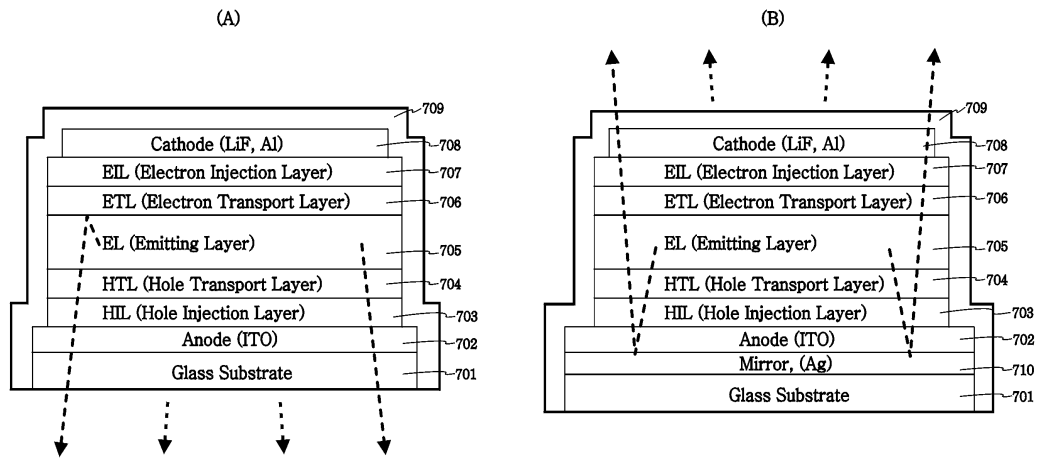 (A)
709
Cathode (LiF, Al)
708
EIL (Electron Injection Layer)
707
ETL (Electron Transport Layer)
706
EL (Emitting Layer)
705
HTL (Hole Transport Layer)
704
HIL (Hole Injection Layer)
703
Anode (ITO)
702
Glass Substrate
701
(B)
709
Cathode (LiF, Al)
708
EIL (Electron Injection Layer)
707
ETL (Electron Transport Layer)
706
EL (Emitting Layer)
705
HTL (Hole Transport Layer)
704
HIL (Hole Injection Layer)
703
Anode (ITO)
702
Mirror, (Ag)
710
Glass Substrate
701